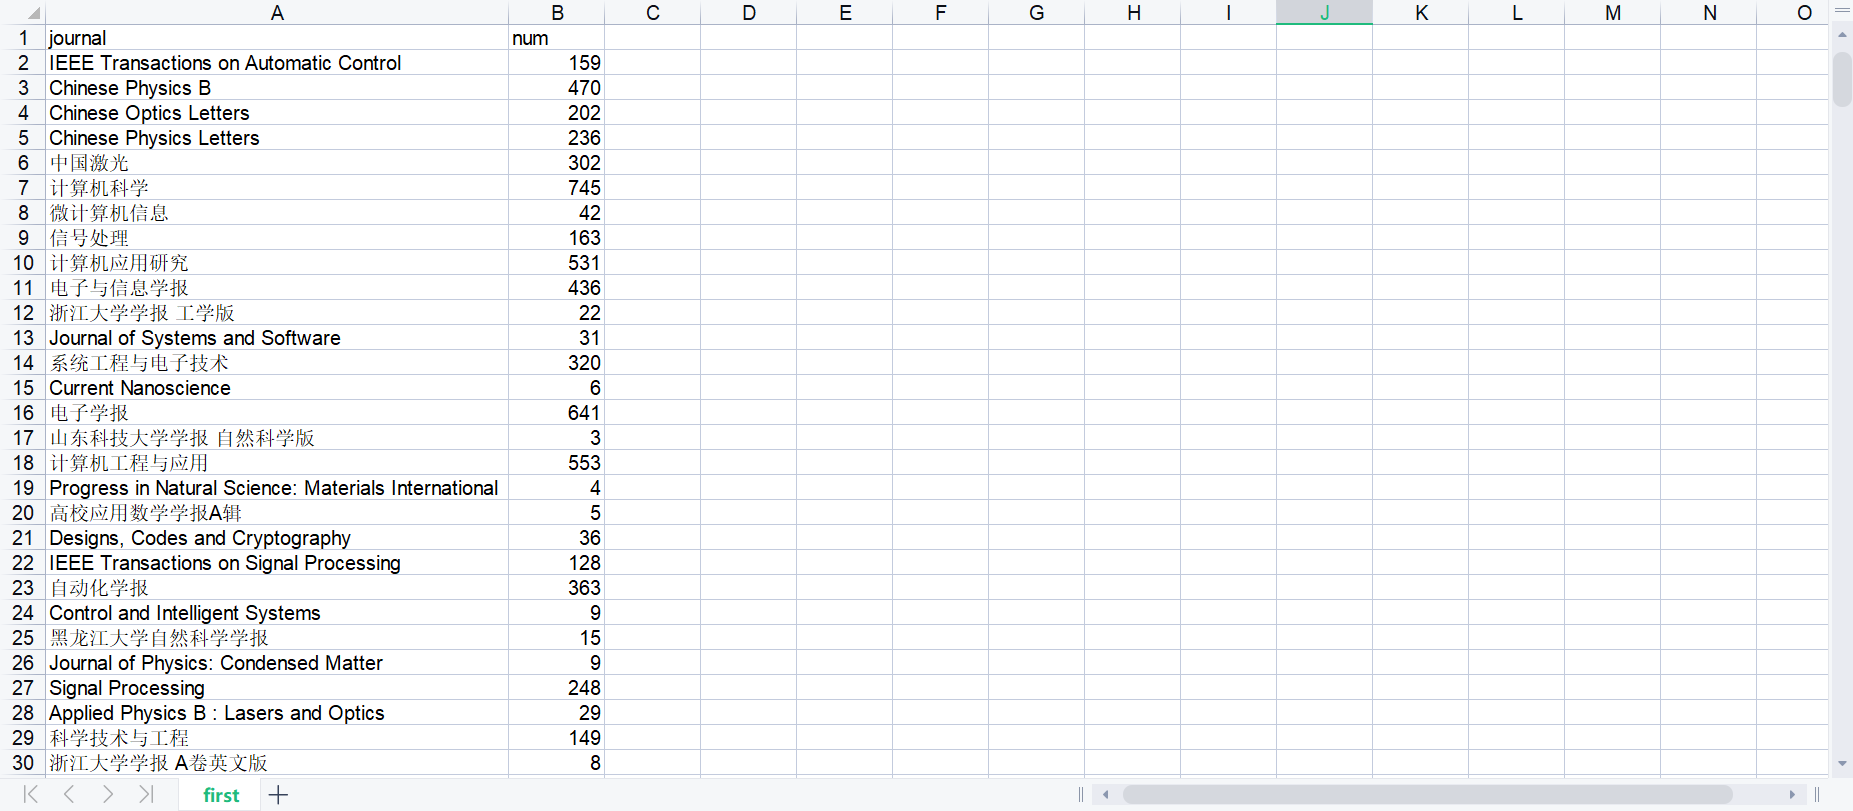 A B C D E F G H I J K L M N O
1 journal num
2 IEEE Transactions on Automatic Control 159
3 Chinese Physics B 470
4 Chinese Optics Letters 202
5 Chinese Physics Letters 236
6 中国激光 302
7 计算机科学 745
8 微计算机信息 42
9 信号处理 163
10 计算机应用研究 531
11 电子与信息学报 436
12 浙江大学学报 工学版 22
13 Journal of Systems and Software 31
14 系统工程与电子技术 320
15 Current Nanoscience 6
16 电子学报 641
17 山东科技大学学报 自然科学版 3
18 计算机工程与应用 553
19 Progress in Natural Science: Materials International 4
20 高校应用数学学报A辑 5
21 Designs, Codes and Cryptography 36
22 IEEE Transactions on Signal Processing 128
23 自动化学报 363
24 Control and Intelligent Systems 9
25 黑龙江大学自然科学学报 15
26 Journal of Physics: Condensed Matter 9
27 Signal Processing 248
28 Applied Physics B : Lasers and Optics 29
29 科学技术与工程 149
30 浙江大学学报 A卷英文版 8
first